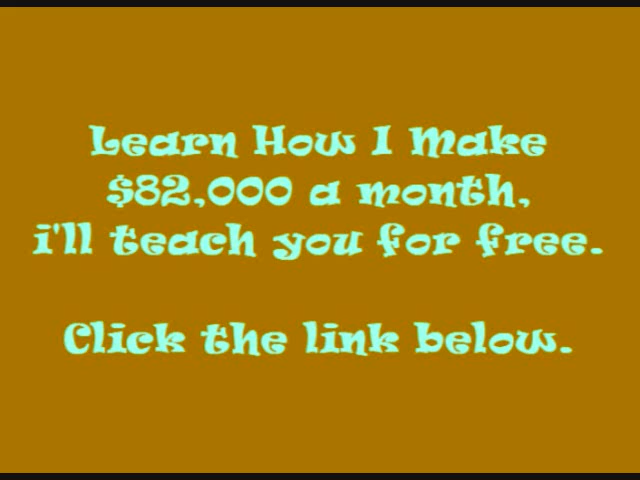 Learn How I Make
$82,000 a month,
i'll teach you for free.
Click the link below.